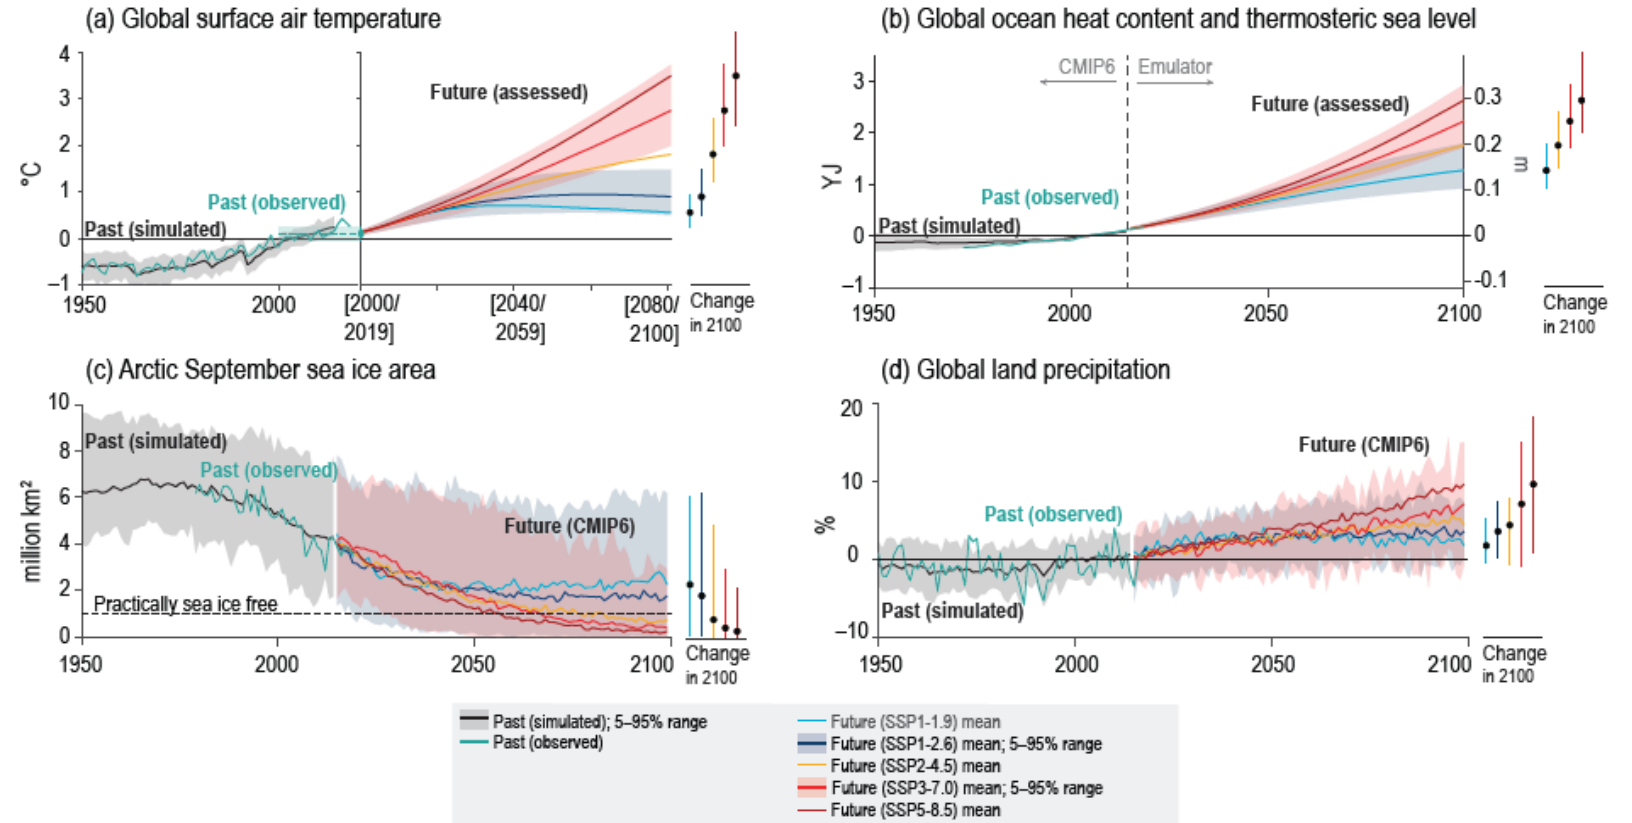 (a) Global surface air temperature
4
3
2
1
0
–1
°C
Future (assessed)
Past (observed)
Past (simulated)
1950
2000
[2000/
2019]
[2040/
2059]
[2080/
2100]
Change
in 2100
(b) Global ocean heat content and thermosteric sea level
3
2
1
0
–1
YJ
CMIP6
Emulator
Future (assessed)
Past (observed)
Past (simulated)
0.3
0.2
0.1
0
-0.1
m
1950
2000
2050
2100
Change
in 2100
(c) Arctic September sea ice area
10
8
6
4
2
0
million km²
Past (simulated)
Past (observed)
Future (CMIP6)
Practically sea ice free
1950
2000
2050
2100
Change
in 2100
(d) Global land precipitation
20
10
0
–10
%
Future (CMIP6)
Past (observed)
Past (simulated)
1950
2000
2050
2100
Change
in 2100
Past (simulated); 5–95% range
Past (observed)
Future (SSP1-1.9) mean
Future (SSP1-2.6) mean; 5–95% range
Future (SSP2-4.5) mean
Future (SSP3-7.0) mean; 5–95% range
Future (SSP5-8.5) mean